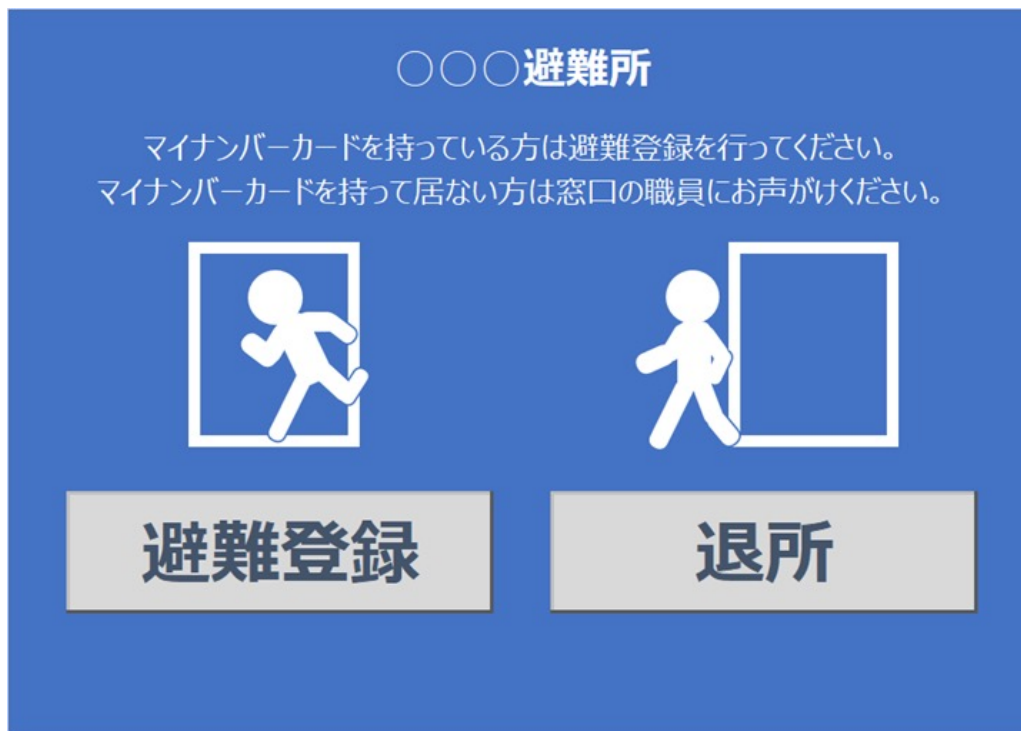 ○○○避難所
マイナンバーカードを持っている方は避難登録を行ってください。
マイナンバーカードを持って居ない方は窓口の職員にお声がけください。
避難登録
退所